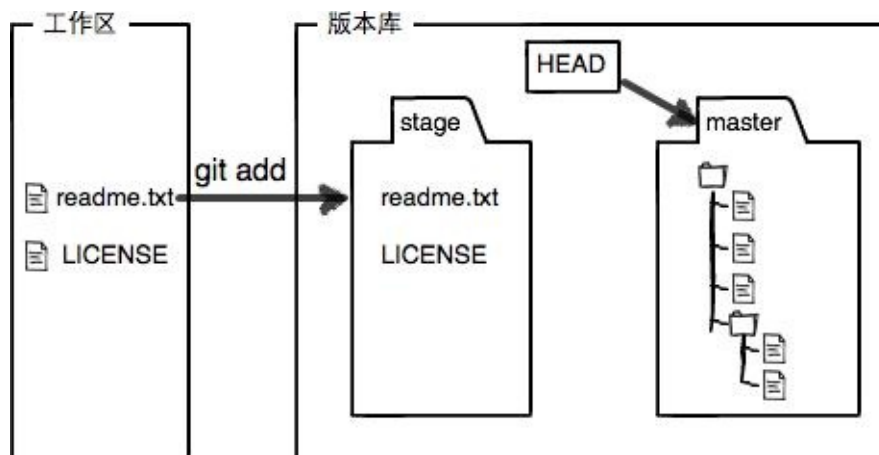 工作区
版本库
HEAD
stage
master
git add
readme.txt
readme.txt
LICENSE
LICENSE